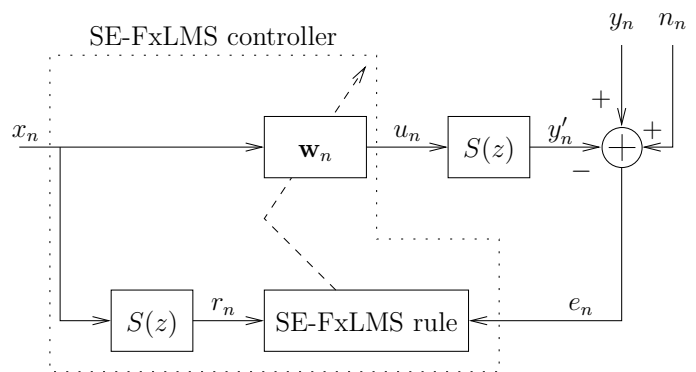 y_n n_n
SE-FxLMS controller
+
x_n w_n u_n S(z) y'_n + +
−
S(z) r_n SE-FxLMS rule e_n